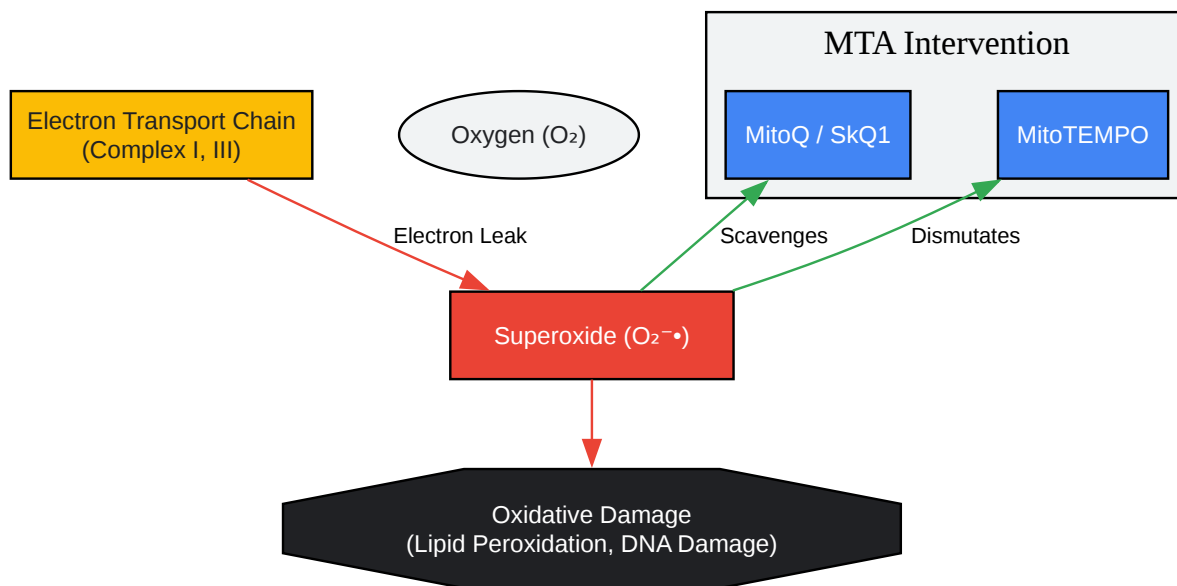 MTA Intervention
Electron Transport Chain
(Complex I, III)
Oxygen (O₂)
MitoQ / SkQ1
MitoTEMPO
Electron Leak
Scavenges
Dismutates
Superoxide (O₂⁻•)
Oxidative Damage
(Lipid Peroxidation, DNA Damage)